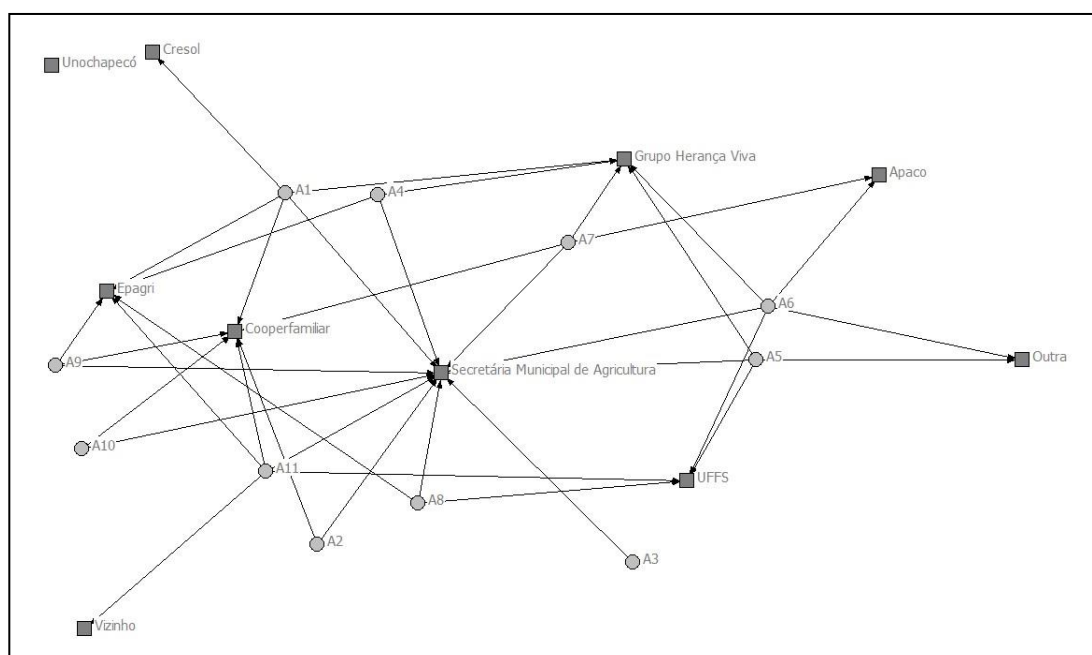 Cresol
Unochapecó
Grupo Herança Viva
Apaco
A1
A4
A7
Epagri
A6
Cooperfamiliar
Outra
A5
A9
Secretária Municipal de Agricultura
A10
A11
UFFS
A8
A2
A3
Vizinho